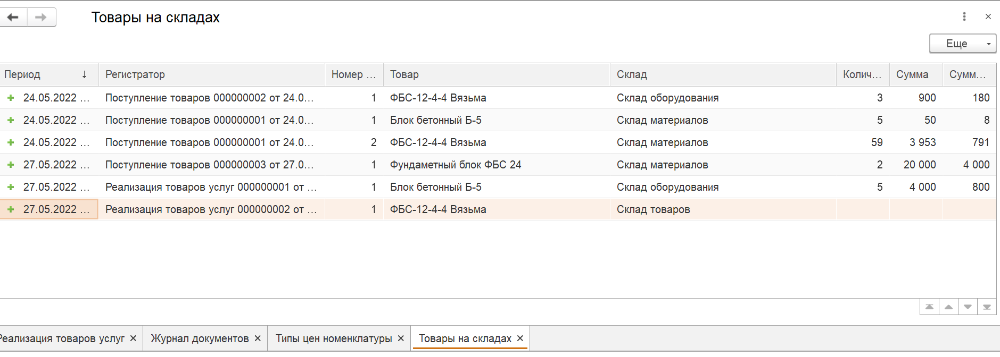 Товары на складах
Еще
Период Регистратор Номер ... Товар Склад Колич... Сумма Сумм...
24.05.2022 ... Поступление товаров 000000002 от 24.0... 1 ФБС-12-4-4 Вязьма Склад оборудования 3 900 180
24.05.2022 ... Поступление товаров 000000001 от 24.0... 1 Блок бетонный Б-5 Склад материалов 5 50 8
24.05.2022 ... Поступление товаров 000000001 от 24.0... 2 ФБС-12-4-4 Вязьма Склад материалов 59 3 953 791
27.05.2022 ... Поступление товаров 000000003 от 27.0... 1 Фундаметный блок ФБС 24 Склад материалов 2 20 000 4 000
27.05.2022 ... Реализация товаров услуг 000000001 от ... 1 Блок бетонный Б-5 Склад оборудования 5 4 000 800
27.05.2022 ... Реализация товаров услуг 000000002 от ... 1 ФБС-12-4-4 Вязьма Склад товаров
Реализация товаров услуг Журнал документов Типы цен номенклатуры Товары на складах